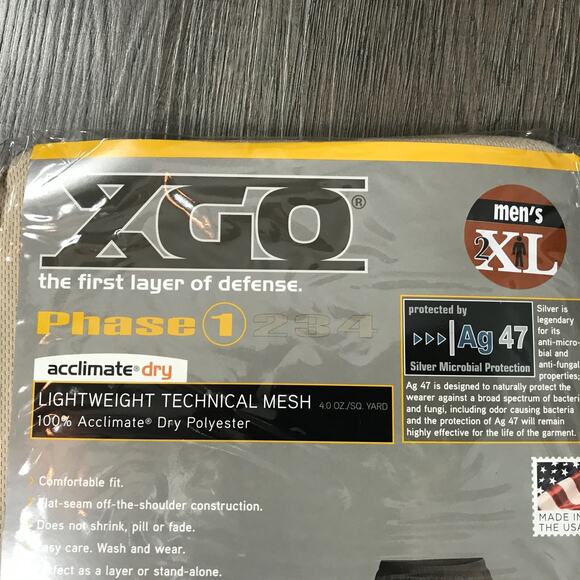 XGO®
the first layer of defense.
Phase 1 2 3 4
acclimate® dry
LIGHTWEIGHT TECHNICAL MESH 4.0 OZ./SQ. YARD
100% Acclimate® Dry Polyester
Comfortable fit.
Flat-seam off-the-shoulder construction.
Does not shrink, pill or fade.
Easy care. Wash and wear.
Perfect as a layer or stand-alone.
men's
2XL
protected by
Ag 47
Silver Microbial Protection
Silver is
legendary
for its
anti-micro-
bial and
anti-fungal
properties;
Ag 47 is designed to naturally protect the
wearer against a broad spectrum of bacteri
and fungi, including odor causing bacteria
and the protection of Ag 47 will remain
highly effective for the life of the garment.
MADE IN
THE USA